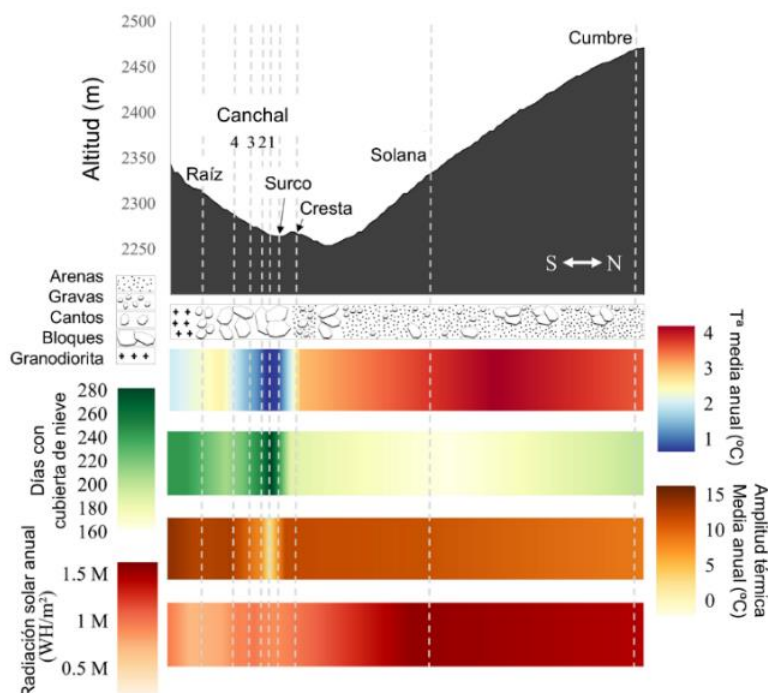 Altitud (m)
2500
2450
2400
2350
2300
2250
Cumbre
Canchal
4 3 2 1
Solana
Raíz
Surco
Cresta
S N
Arenas
Gravas
Cantos
Bloques
Granodiorita
Tª media anual (ºC)
4
3
2
1
Días con
cubierta de nieve
280
260
240
220
200
180
160
Amplitud térmica
Media anual (ºC)
15
10
5
0
Radiación solar anual
(WH/m²)
1.5 M
1 M
0.5 M